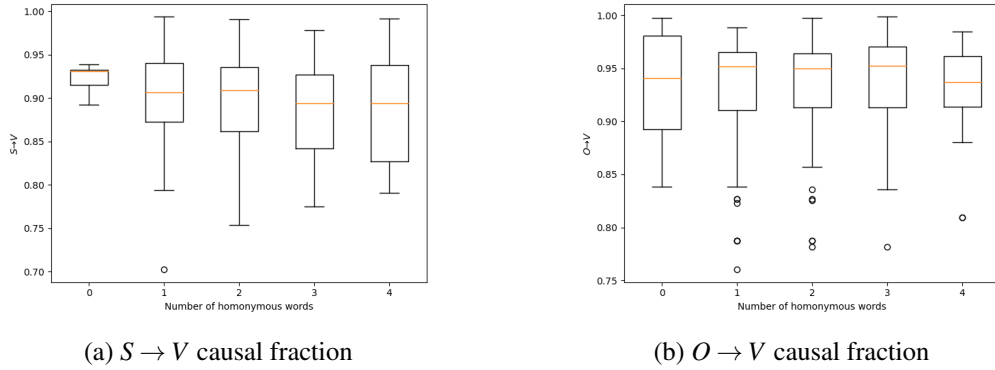 1.00
0.95
0.90
0.85
0.80
0.75
0.70
S→V
0 1 2 3 4
Number of homonymous words
(a) S → V causal fraction
1.00
0.95
0.90
0.85
0.80
0.75
O→V
0 1 2 3 4
Number of homonymous words
(b) O → V causal fraction